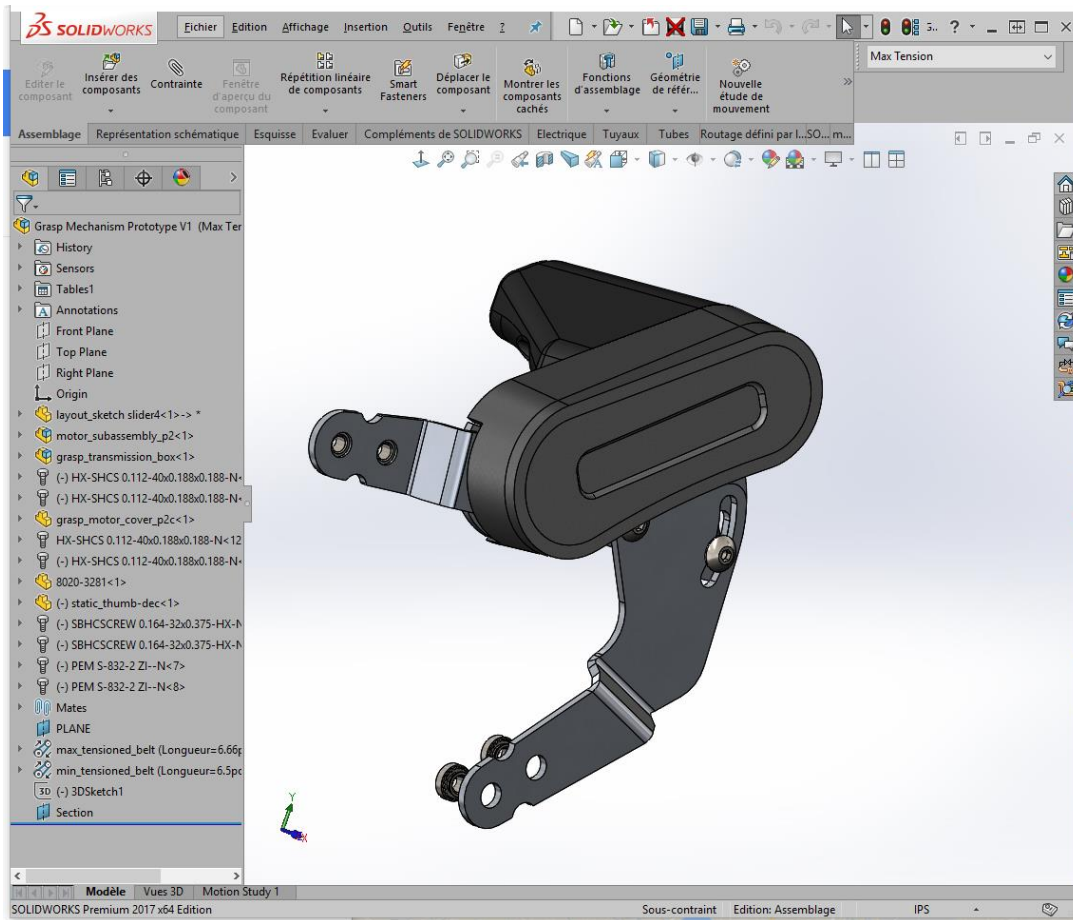 3S SOLIDWORKS
Fichier Edition Affichage Insertion Outils Fenêtre ?
5.. ?
Editer le composant
Insérer des composants
Contrainte
Fenêtre d'aperçu du composant
Répétition linéaire de composants
Smart Fasteners
Déplacer le composant
Montrer les composants cachés
Fonctions d'assemblage
Géométrie de référ...
Nouvelle étude de mouvement
»
Max Tension
Assemblage Représentation schématique Esquisse Evaluer Compléments de SOLIDWORKS Electrique Tuyaux Tubes Routage défini par l... SO... m...
Grasp Mechanism Prototype V1 (Max Ter
History
Sensors
Tables1
Annotations
Front Plane
Top Plane
Right Plane
Origin
layout_sketch slider4<1>-> *
motor_subassembly_p2<1>
grasp_transmission_box<1>
(-) HX-SHCS 0.112-40x0.188x0.188-N<
(-) HX-SHCS 0.112-40x0.188x0.188-N<
grasp_motor_cover_p2c<1>
HX-SHCS 0.112-40x0.188x0.188-N<12
(-) HX-SHCS 0.112-40x0.188x0.188-N<
8020-3281<1>
(-) static_thumb-dec<1>
(-) SBHCSCREW 0.164-32x0.375-HX-N
(-) SBHCSCREW 0.164-32x0.375-HX-N
(-) PEM S-832-2 ZI--N<7>
(-) PEM S-832-2 ZI--N<8>
Mates
PLANE
max_tensioned_belt (Longueur=6.66p
min_tensioned_belt (Longueur=6.5po
3D (-) 3DSketch1
Section
Y
X
Modèle Vues 3D Motion Study 1
SOLIDWORKS Premium 2017 x64 Edition
Sous-contraint Edition: Assemblage IPS